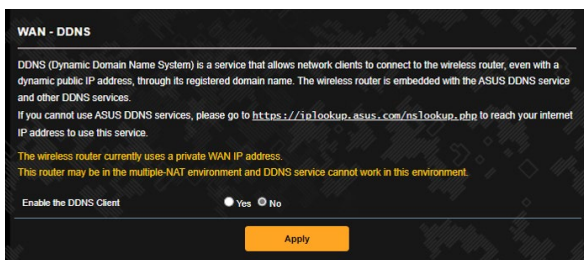 WAN - DDNS
DDNS (Dynamic Domain Name System) is a service that allows network clients to connect to the wireless router, even with a
dynamic public IP address, through its registered domain name. The wireless router is embedded with the ASUS DDNS service
and other DDNS services.
If you cannot use ASUS DDNS services, please go to https://iplookup.asus.com/nslookup.php to reach your internet
IP address to use this service.
The wireless router currently uses a private WAN IP address.
This router may be in the multiple-NAT environment and DDNS service cannot work in this environment.
Enable the DDNS Client Yes No
Apply